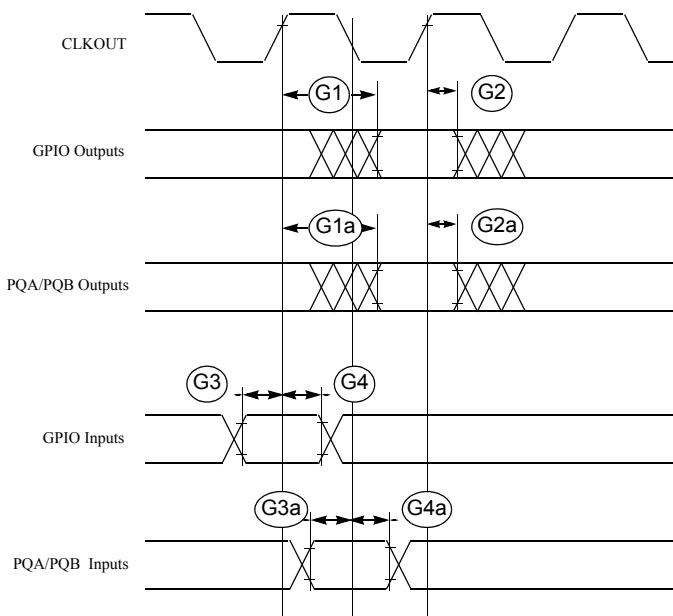 CLKOUT
G1
G2
GPIO Outputs
G1a
G2a
PQA/PQB Outputs
G3
G4
GPIO Inputs
G3a
G4a
PQA/PQB Inputs